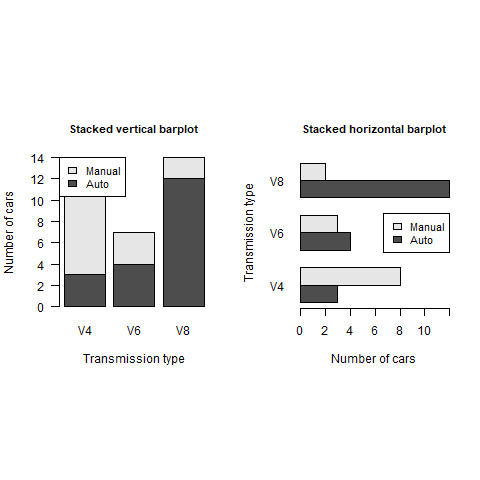 Stacked vertical barplot
Number of cars
14
12
10
8
6
4
2
0
Manual
Auto
V4 V6 V8
Transmission type
Stacked horizontal barplot
Transmission type
V8
V6
V4
Manual
Auto
0 2 4 6 8 10
Number of cars